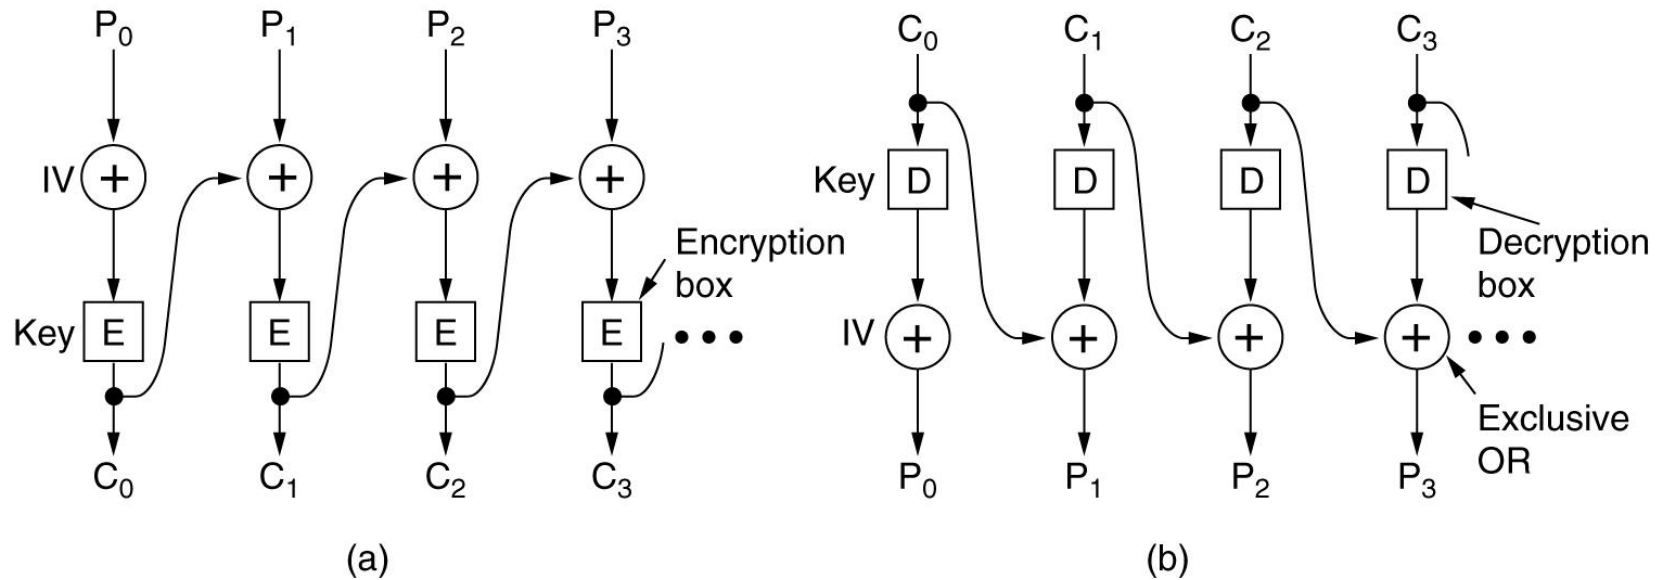 P0 P1 P2 P3
IV + + + +
Encryption
box
Key E E E E
C0 C1 C2 C3
(a)
C0 C1 C2 C3
Key D D D D
Decryption
box
IV + + + +
Exclusive
OR
P0 P1 P2 P3
(b)